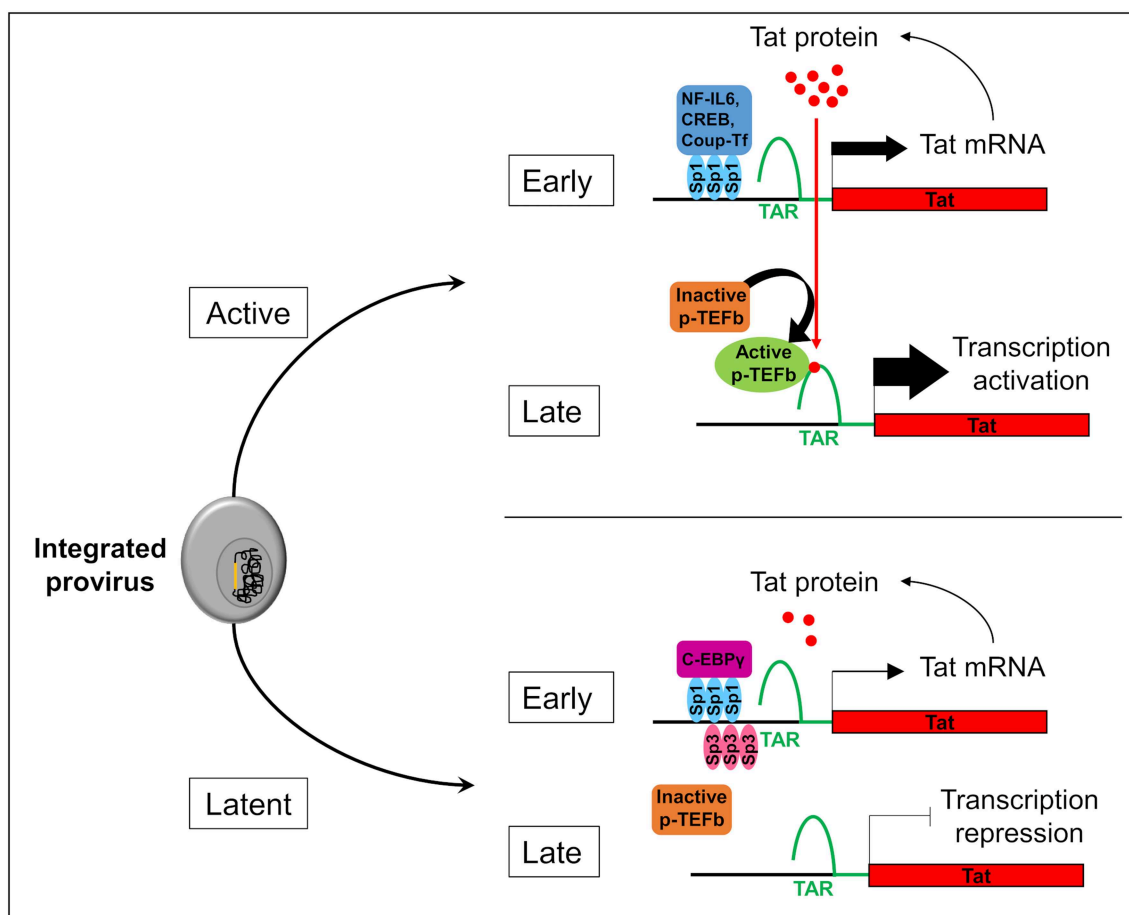 Tat protein
NF-IL6,
CREB,
Coup-Tf
Sp1 Sp1 Sp1
Tat mRNA
Early
TAR
Tat
Active
Inactive
p-TEFb
Active
p-TEFb
Transcription
activation
Late
TAR
Tat
Integrated
provirus
Tat protein
C-EBPγ
Sp1 Sp1 Sp1
Tat mRNA
Early
Sp3 Sp3 Sp3
TAR
Tat
Latent
Inactive
p-TEFb
Transcription
repression
Late
TAR
Tat